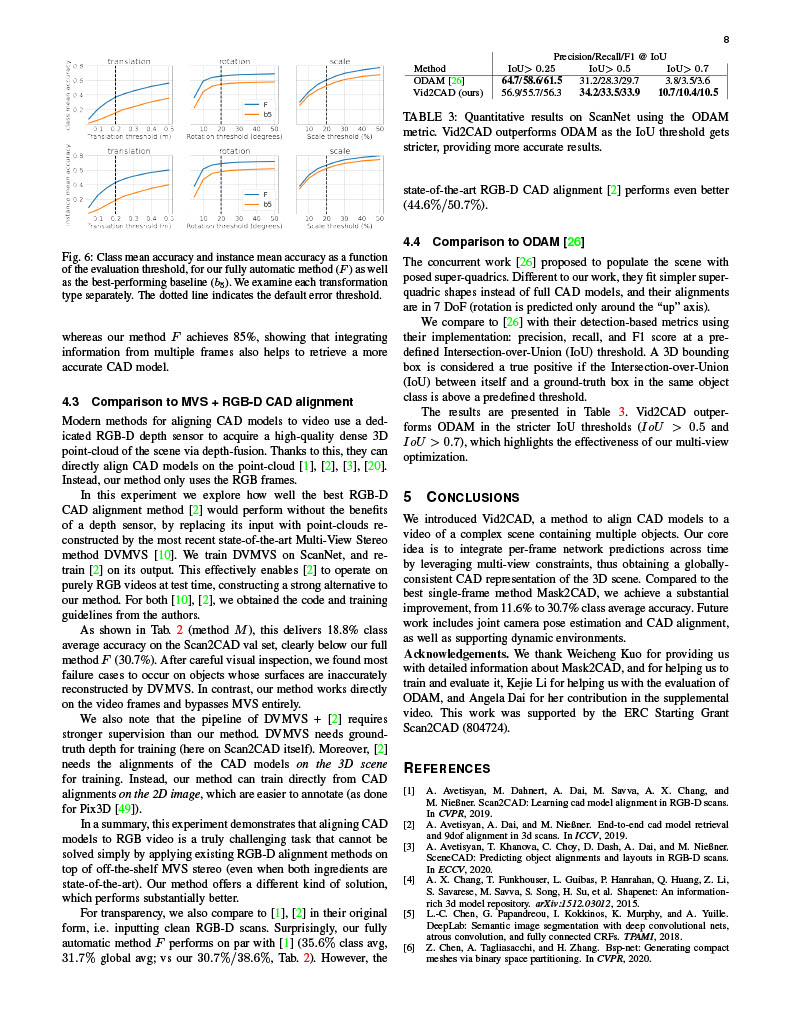 8
translation
rotation
scale
class mean accuracy
0.8
0.6
0.4
0.2
0.1 0.2 0.3 0.4 0.5
Translation threshold (m)
F
b5
10 20 30 40 50
Rotation threshold (degrees)
10 20 30 40 50
Scale threshold (%)
translation
rotation
scale
instance mean accuracy
0.8
0.6
0.4
0.2
0.1 0.2 0.3 0.4 0.5
Translation threshold (m)
F
b5
10 20 30 40 50
Rotation threshold (degrees)
10 20 30 40 50
Scale threshold (%)
Fig. 6: Class mean accuracy and instance mean accuracy as a function
of the evaluation threshold, for our fully automatic method (F) as well
as the best-performing baseline (b5). We examine each transformation
type separately. The dotted line indicates the default error threshold.
whereas our method F achieves 85%, showing that integrating
information from multiple frames also helps to retrieve a more
accurate CAD model.
4.3 Comparison to MVS + RGB-D CAD alignment
Modern methods for aligning CAD models to video use a ded-
icated RGB-D depth sensor to acquire a high-quality dense 3D
point-cloud of the scene via depth-fusion. Thanks to this, they can
directly align CAD models on the point-cloud [1], [2], [3], [20].
Instead, our method only uses the RGB frames.
In this experiment we explore how well the best RGB-D
CAD alignment method [2] would perform without the benefits
of a depth sensor, by replacing its input with point-clouds re-
constructed by the most recent state-of-the-art Multi-View Stereo
method DVMVS [10]. We train DVMVS on ScanNet, and re-
train [2] on its output. This effectively enables [2] to operate on
purely RGB videos at test time, constructing a strong alternative to
our method. For both [10], [2], we obtained the code and training
guidelines from the authors.
As shown in Tab. 2 (method M), this delivers 18.8% class
average accuracy on the Scan2CAD val set, clearly below our full
method F (30.7%). After careful visual inspection, we found most
failure cases to occur on objects whose surfaces are inaccurately
reconstructed by DVMVS. In contrast, our method works directly
on the video frames and bypasses MVS entirely.
We also note that the pipeline of DVMVS + [2] requires
stronger supervision than our method. DVMVS needs ground-
truth depth for training (here on Scan2CAD itself). Moreover, [2]
needs the alignments of the CAD models on the 3D scene
for training. Instead, our method can train directly from CAD
alignments on the 2D image, which are easier to annotate (as done
for Pix3D [49]).
In a summary, this experiment demonstrates that aligning CAD
models to RGB video is a truly challenging task that cannot be
solved simply by applying existing RGB-D alignment methods on
top of off-the-shelf MVS stereo (even when both ingredients are
state-of-the-art). Our method offers a different kind of solution,
which performs substantially better.
For transparency, we also compare to [1], [2] in their original
form, i.e. inputting clean RGB-D scans. Surprisingly, our fully
automatic method F performs on par with [1] (35.6% class avg,
31.7% global avg; vs our 30.7%/38.6%, Tab. 2). However, the
Precision/Recall/F1 @ IoU
Method IoU> 0.25 IoU> 0.5 IoU> 0.7
ODAM [26] 64.7/58.6/61.5 31.2/28.3/29.7 3.8/3.5/3.6
Vid2CAD (ours) 56.9/55.7/56.3 34.2/33.5/33.9 10.7/10.4/10.5
TABLE 3: Quantitative results on ScanNet using the ODAM
metric. Vid2CAD outperforms ODAM as the IoU threshold gets
stricter, providing more accurate results.
state-of-the-art RGB-D CAD alignment [2] performs even better
(44.6%/50.7%).
4.4 Comparison to ODAM [26]
The concurrent work [26] proposed to populate the scene with
posed super-quadrics. Different to our work, they fit simpler super-
quadric shapes instead of full CAD models, and their alignments
are in 7 DoF (rotation is predicted only around the “up” axis).
We compare to [26] with their detection-based metrics using
their implementation: precision, recall, and F1 score at a pre-
defined Intersection-over-Union (IoU) threshold. A 3D bounding
box is considered a true positive if the Intersection-over-Union
(IoU) between itself and a ground-truth box in the same object
class is above a predefined threshold.
The results are presented in Table 3. Vid2CAD outper-
forms ODAM in the stricter IoU thresholds (IoU > 0.5 and
IoU > 0.7), which highlights the effectiveness of our multi-view
optimization.
5 CONCLUSIONS
We introduced Vid2CAD, a method to align CAD models to a
video of a complex scene containing multiple objects. Our core
idea is to integrate per-frame network predictions across time
by leveraging multi-view constraints, thus obtaining a globally-
consistent CAD representation of the 3D scene. Compared to the
best single-frame method Mask2CAD, we achieve a substantial
improvement, from 11.6% to 30.7% class average accuracy. Future
work includes joint camera pose estimation and CAD alignment,
as well as supporting dynamic environments.
Acknowledgements. We thank Weicheng Kuo for providing us
with detailed information about Mask2CAD, and for helping us to
train and evaluate it, Kejie Li for helping us with the evaluation of
ODAM, and Angela Dai for her contribution in the supplemental
video. This work was supported by the ERC Starting Grant
Scan2CAD (804724).
REFERENCES
[1] A. Avetisyan, M. Dahnert, A. Dai, M. Savva, A. X. Chang, and
M. Nießner. Scan2CAD: Learning cad model alignment in RGB-D scans.
In CVPR, 2019.
[2] A. Avetisyan, A. Dai, and M. Nießner. End-to-end cad model retrieval
and 9dof alignment in 3d scans. In ICCV, 2019.
[3] A. Avetisyan, T. Khanova, C. Choy, D. Dash, A. Dai, and M. Nießner.
SceneCAD: Predicting object alignments and layouts in RGB-D scans.
In ECCV, 2020.
[4] A. X. Chang, T. Funkhouser, L. Guibas, P. Hanrahan, Q. Huang, Z. Li,
S. Savarese, M. Savva, S. Song, H. Su, et al. Shapenet: An information-
rich 3d model repository. arXiv:1512.03012, 2015.
[5] L.-C. Chen, G. Papandreou, I. Kokkinos, K. Murphy, and A. Yuille.
DeepLab: Semantic image segmentation with deep convolutional nets,
atrous convolution, and fully connected CRFs. TPAMI, 2018.
[6] Z. Chen, A. Tagliasacchi, and H. Zhang. Bsp-net: Generating compact
meshes via binary space partitioning. In CVPR, 2020.